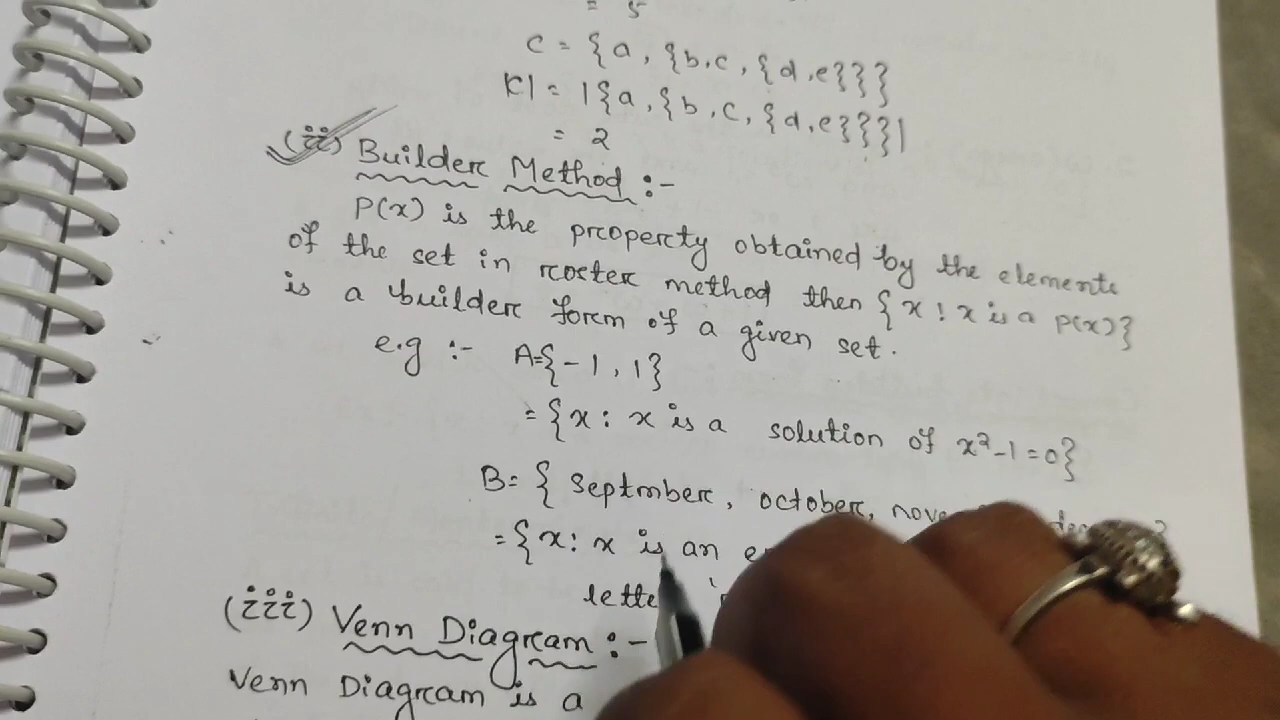 = 5
C = {a, {b,c, {d,e}}}
|C| = |{a,{b,c,{d,e}}}|
= 2
(ii) Builder Method :-
P(x) is the property obtained by the elements
of the set in roster method then {x : x is a P(x)}
is a builder form of a given set.
e.g :- A={-1, 1}
= {x : x is a solution of x²-1=0}
B= { Septmber, october,
= {x: x is an
(iii) Venn Diagram :-
Venn Diagram is a